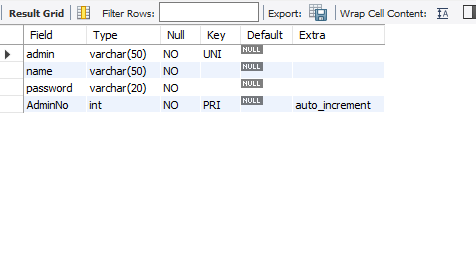 Result Grid Filter Rows: Export: Wrap Cell Content:
Field Type Null Key Default Extra
admin varchar(50) NO UNI NULL
name varchar(50) NO NULL
password varchar(20) NO NULL
AdminNo int NO PRI NULL auto_increment